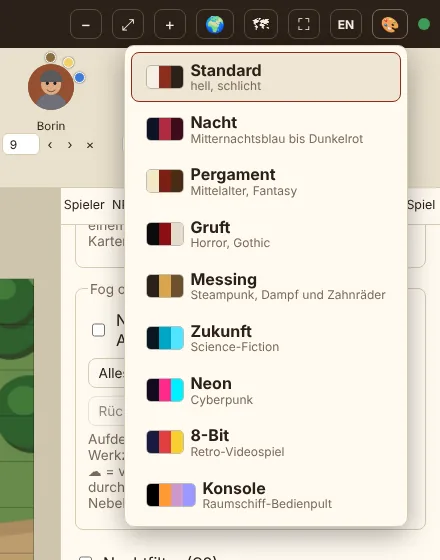 − + EN
Borin
9 ‹ › ×
Spieler
Spiel
Karten
Fog o
Alles
Rüc
Aufde
Werkz
☁ = v
durch
Nebel
Standard
hell, schlicht
Nacht
Mitternachtsblau bis Dunkelrot
Pergament
Mittelalter, Fantasy
Gruft
Horror, Gothic
Messing
Steampunk, Dampf und Zahnräder
Zukunft
Science-Fiction
Neon
Cyberpunk
8-Bit
Retro-Videospiel
Konsole
Raumschiff-Bedienpult